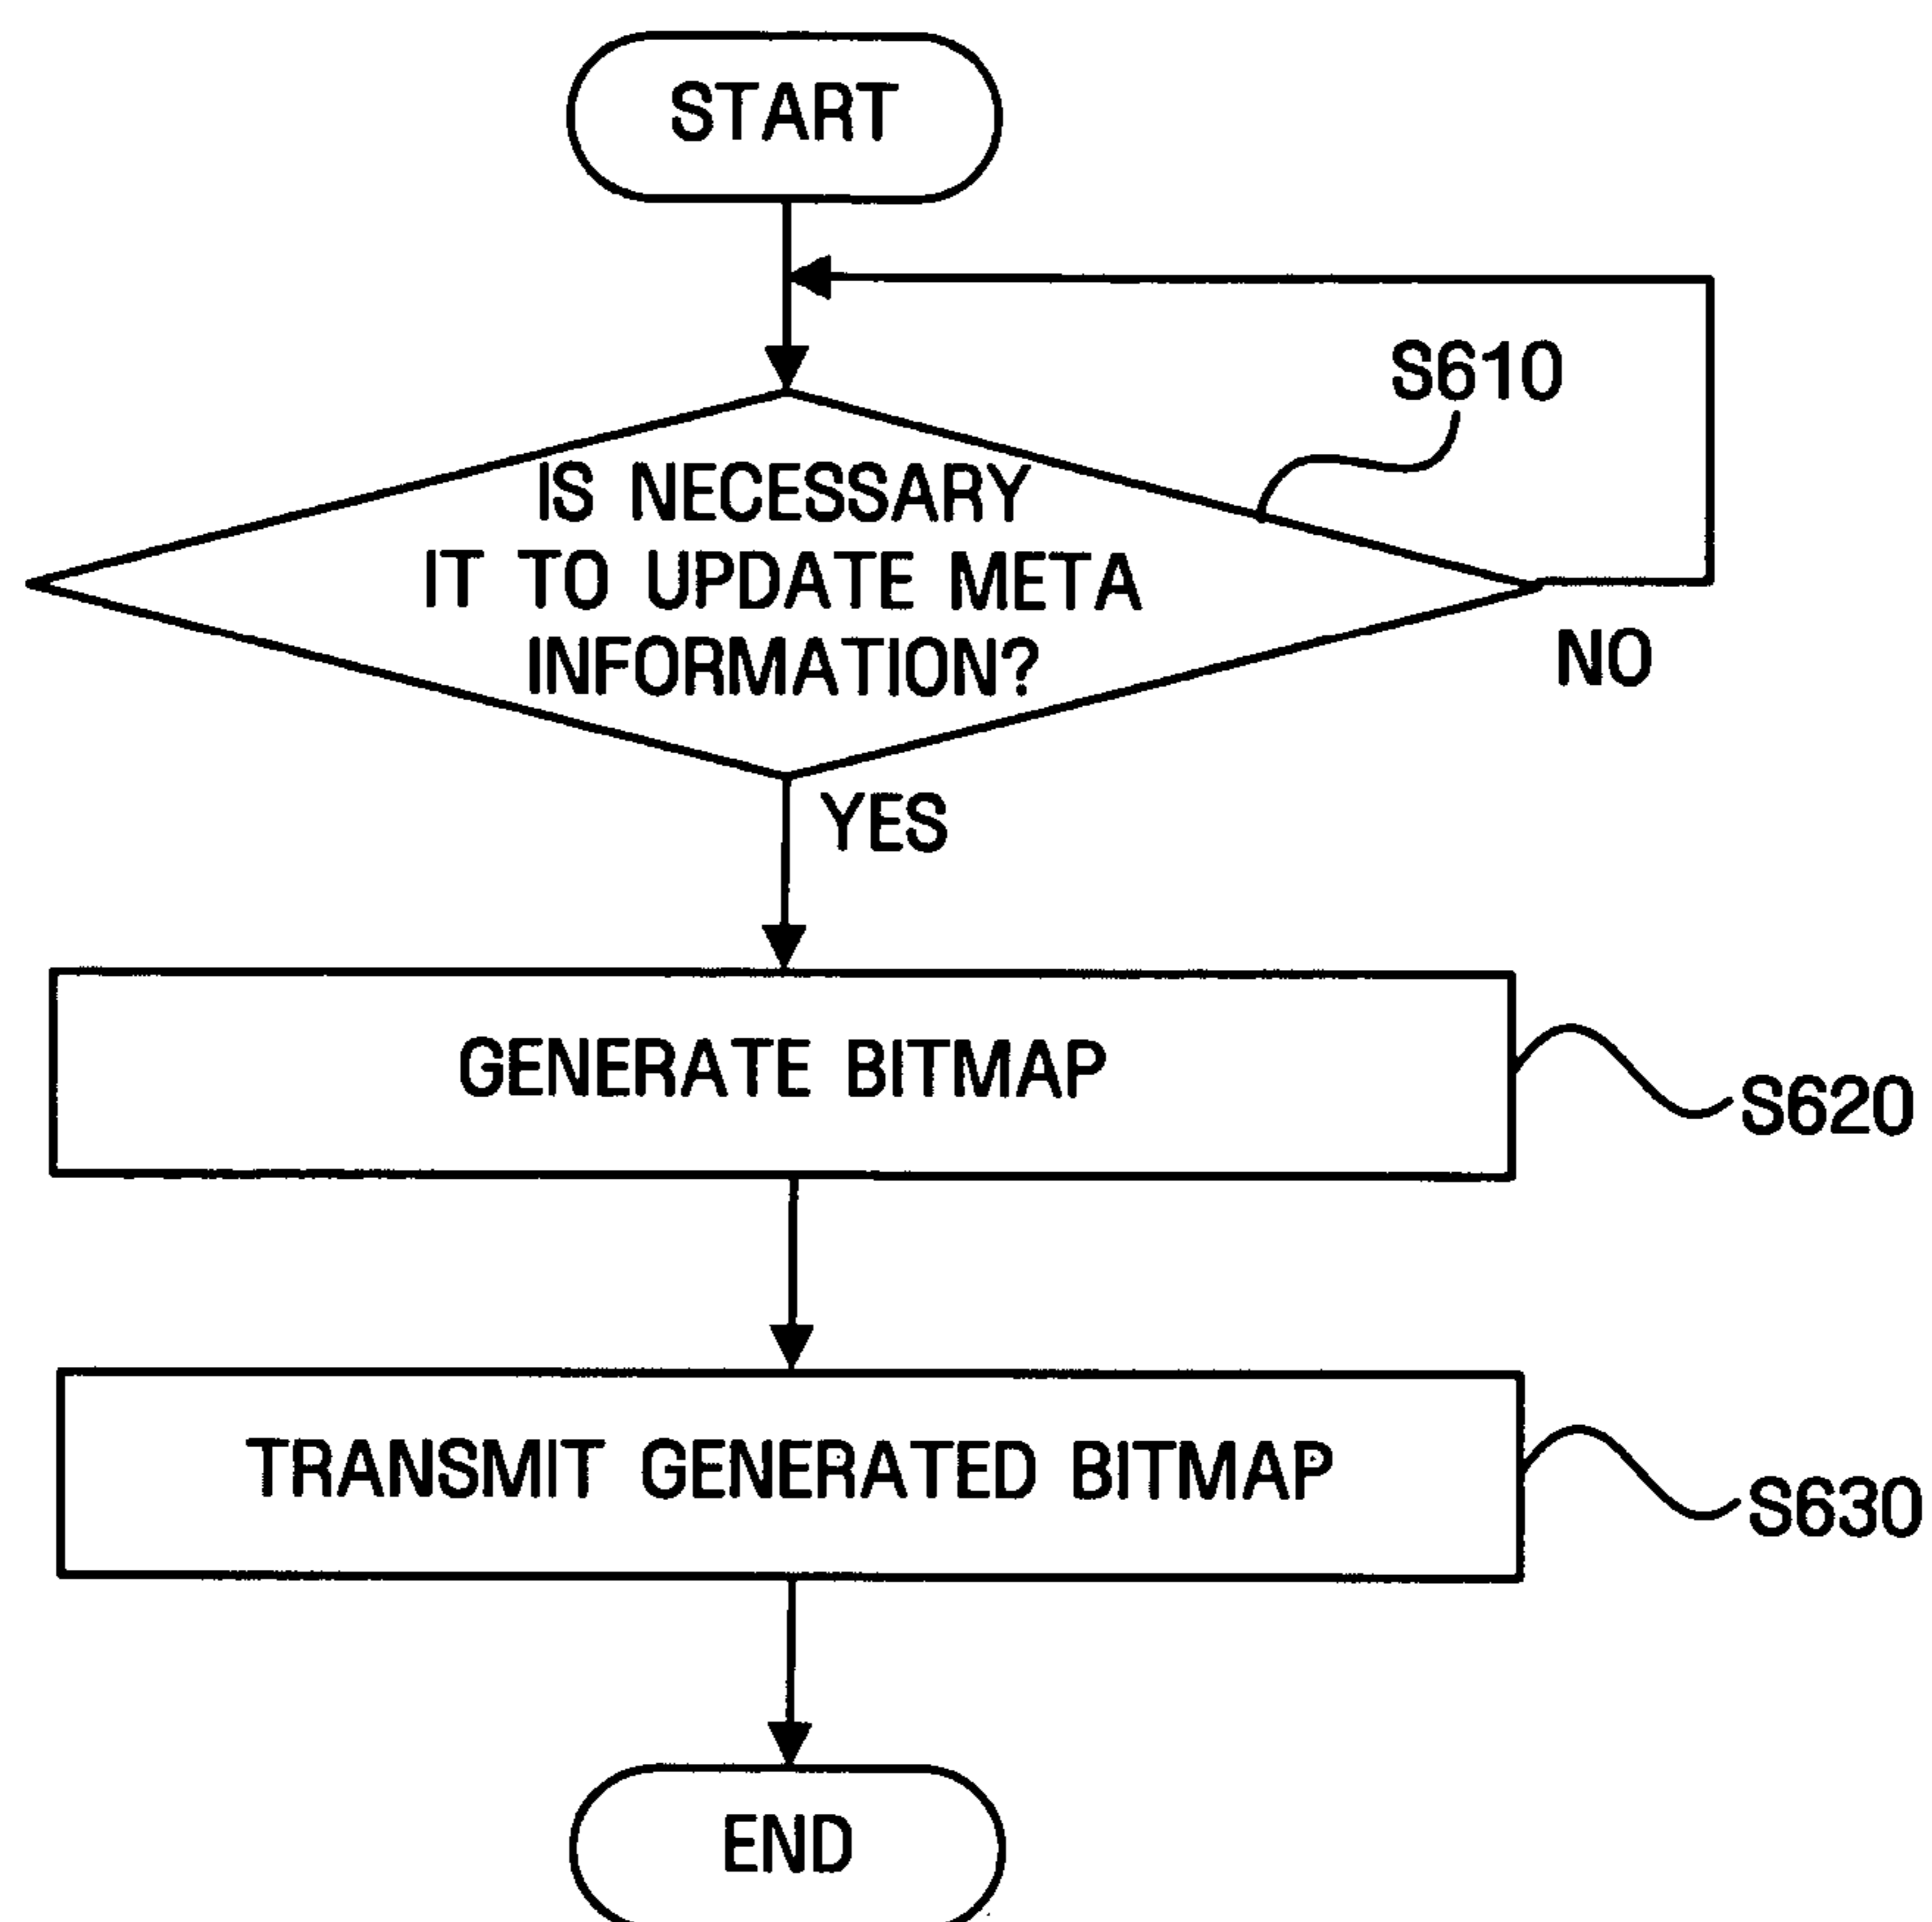 START
S610
IS NECESSARY
IT TO UPDATE META
INFORMATION?
NO
YES
GENERATE BITMAP
S620
TRANSMIT GENERATED BITMAP
S630
END